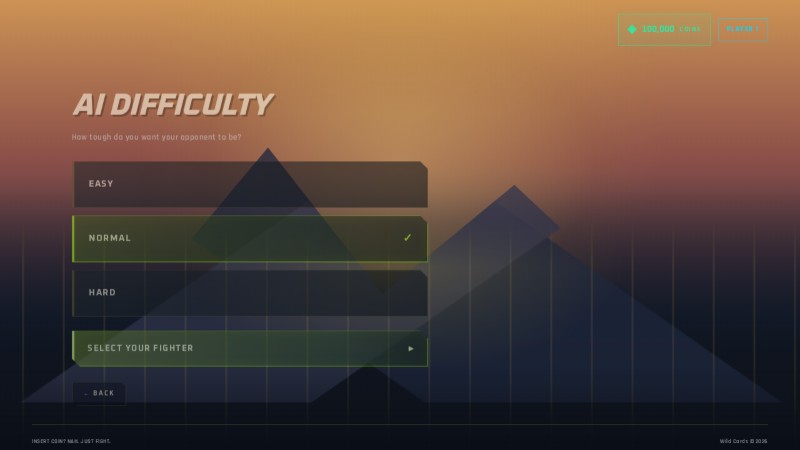 100,000 COINS
AI DIFFICULTY
How tough do you want your opponent to be?
EASY
NORMAL
HARD
SELECT YOUR FIGHTER
BACK
INSERT COIN? NAH, JUST FIGHT.
Wild Cards © 2026